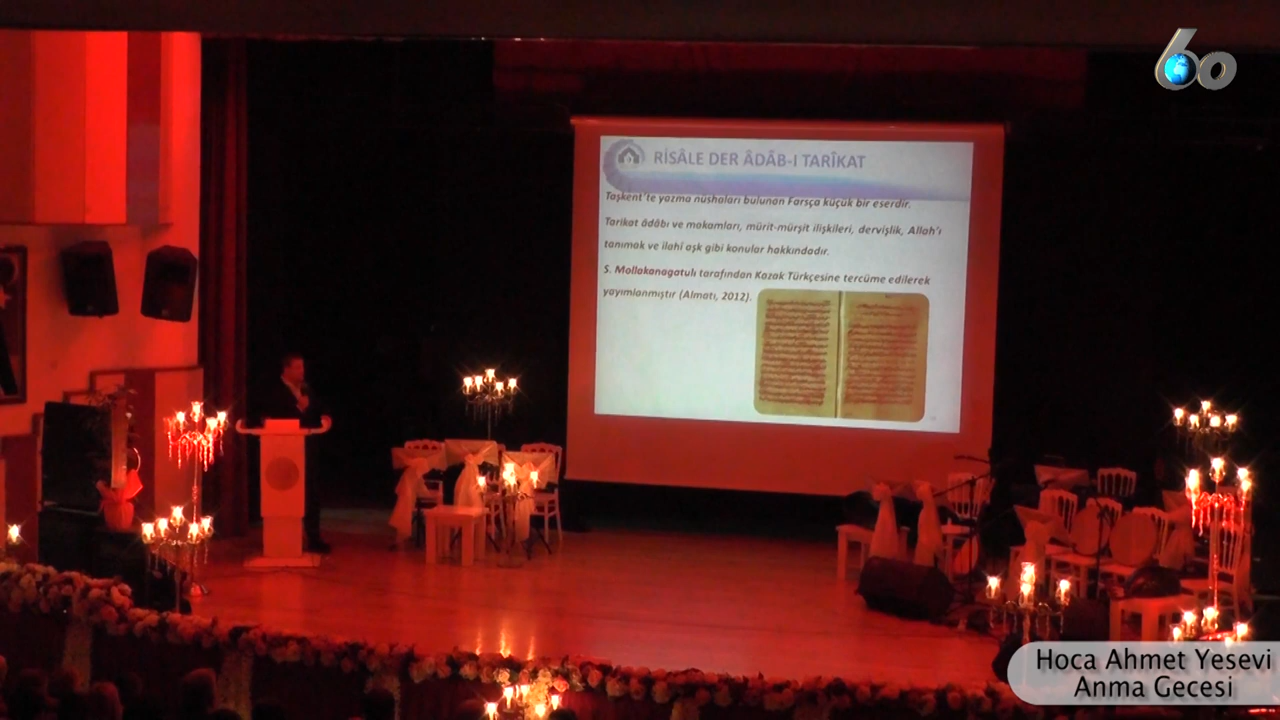 60
RİSÂLE DER ÂDÂB-I TARÎKAT
Taşkent'te yazma nüshaları bulunan Farsça küçük bir eserdir.
Tarikat âdâbı ve makamları, mürit-mürşit ilişkileri, dervişlik, Allah'ı
tanımak ve ilahî aşk gibi konular hakkındadır.
S. Mollakanagatulı tarafından Kazak Türkçesine tercüme edilerek
yayımlanmıştır (Almatı, 2012).
Hoca Ahmet Yesevi
Anma Gecesi